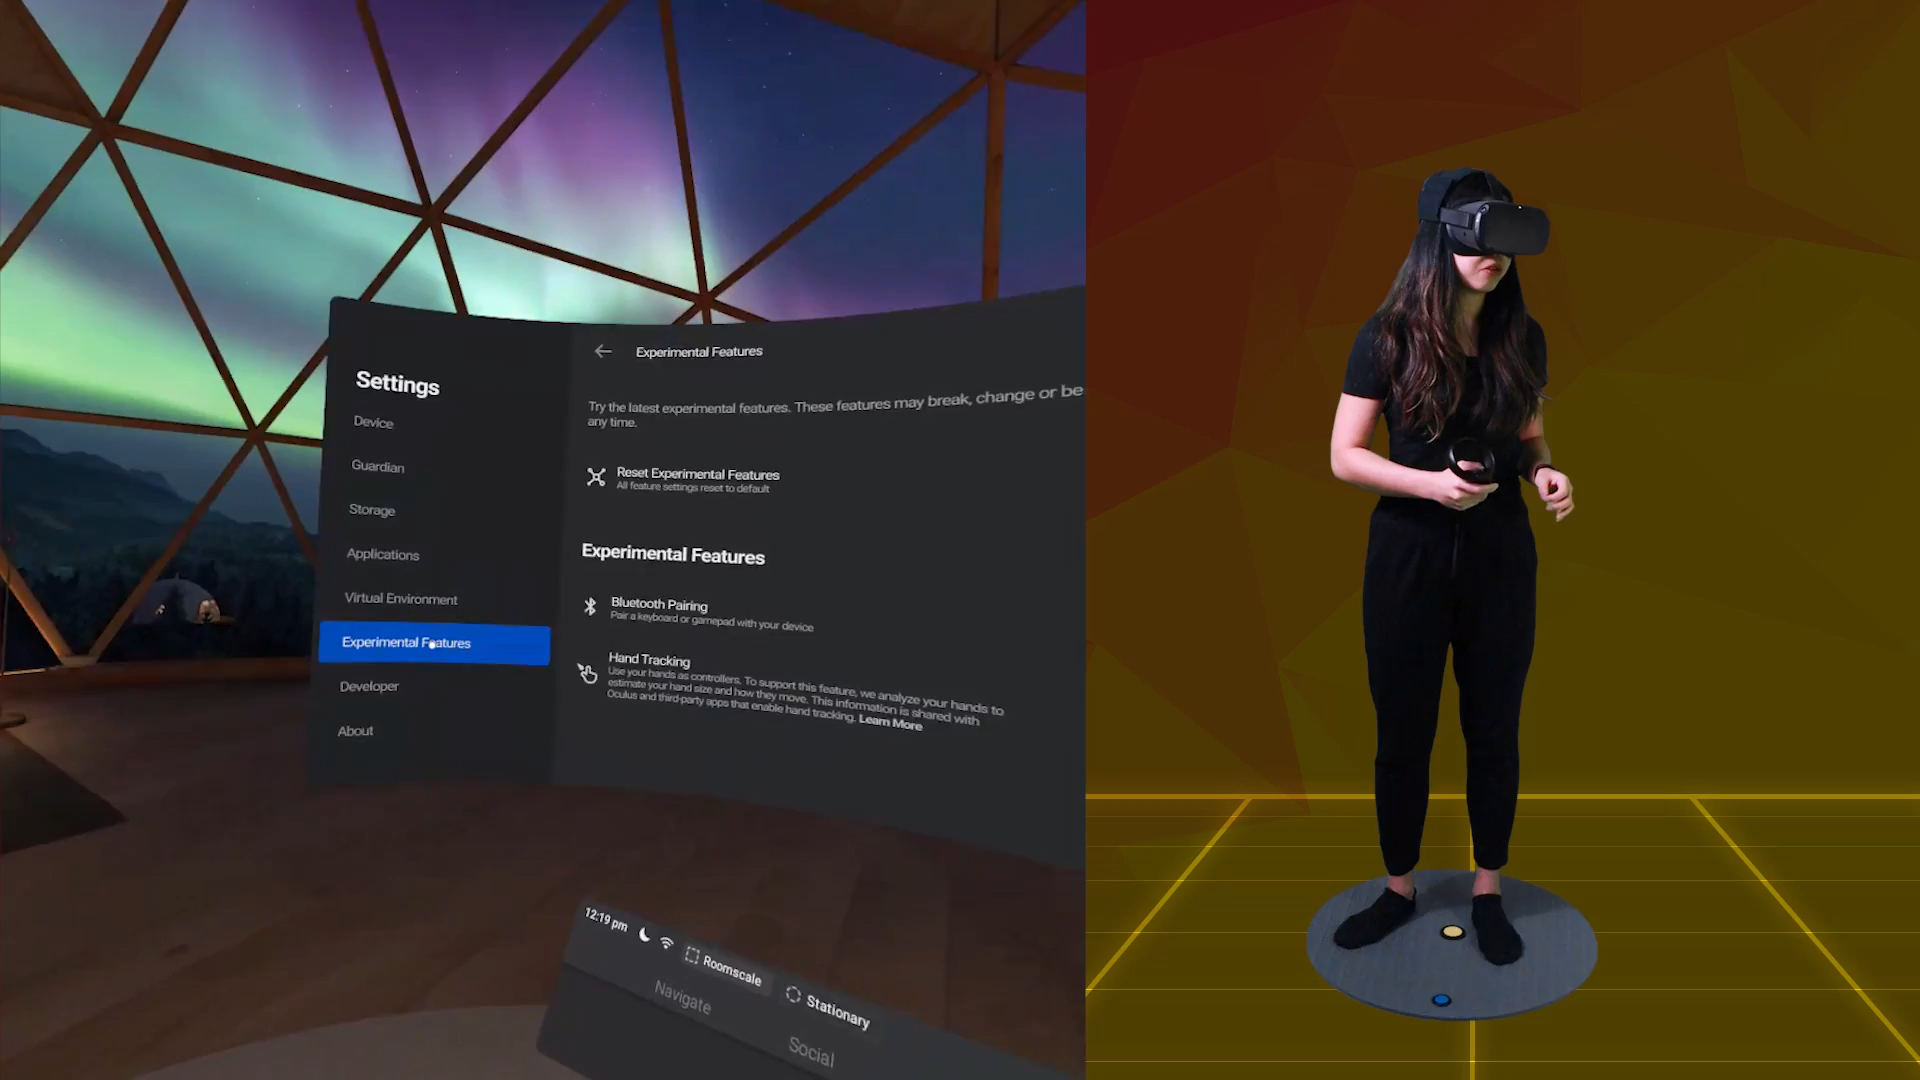 Settings
Device
Guardian
Storage
Applications
Virtual Environment
Experimental Features
Developer
About
Experimental Features
Try the latest experimental features. These features may break, change or be
any time.
Reset Experimental Features
All feature settings reset to default
Experimental Features
Bluetooth Pairing
Pair a keyboard or gamepad with your device
Hand Tracking
Use your hands as controllers. To support this feature, we analyze your hands to
estimate your hand size and how they move. This information is shared with
Oculus and third-party apps that enable hand tracking. Learn More
12:19 pm
Roomscale
Stationary
Navigate
Social